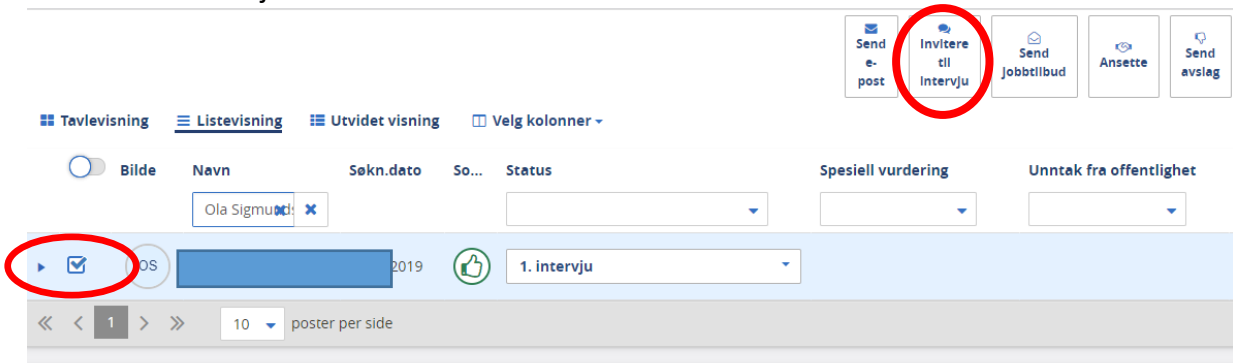 Send e-post
Invitere til Intervju
Send Jobbtilbud
Ansette
Send avslag
Tavlevisning Listevisning Utvidet visning Velg kolonner
Bilde Navn Søkn.dato So... Status Spesiell vurdering Unntak fra offentlighet
Ola
OS 2019 1. intervju
1 10 poster per side